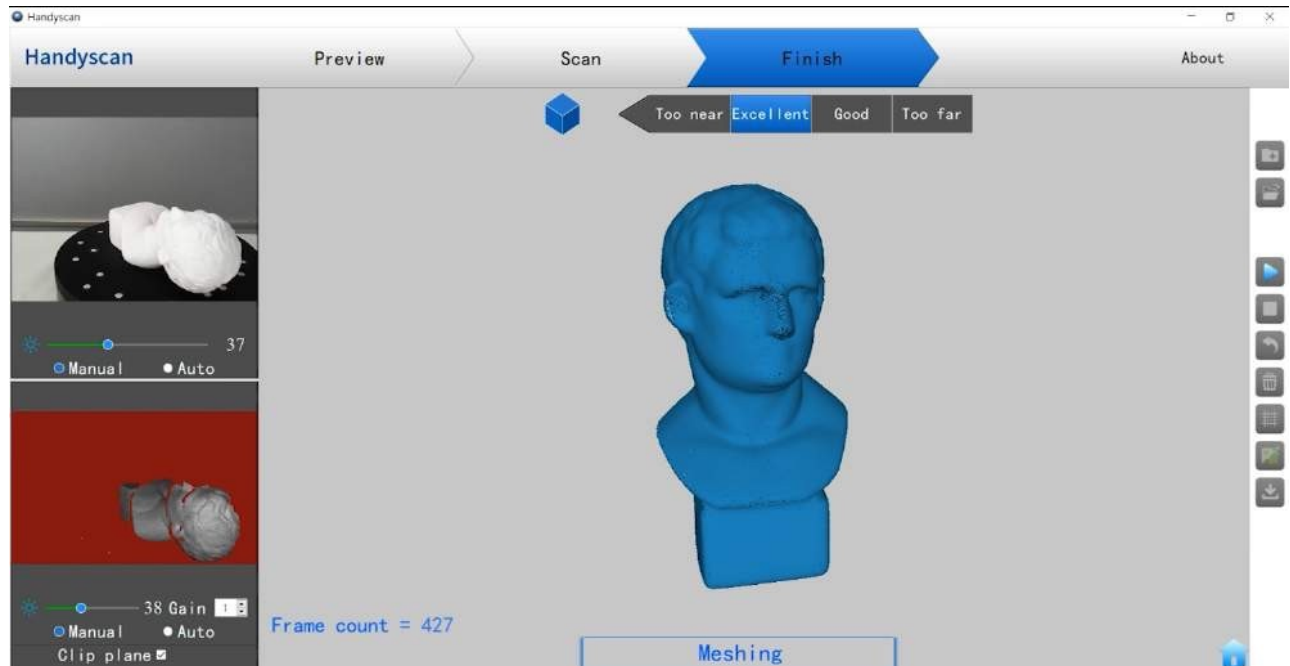 Handyscan
Handyscan
Preview
Scan
Finish
About
Too near
Excellent
Good
Too far
37
Manual
Auto
38 Gain 1
Manual
Auto
Clip plane
Frame count = 427
Meshing